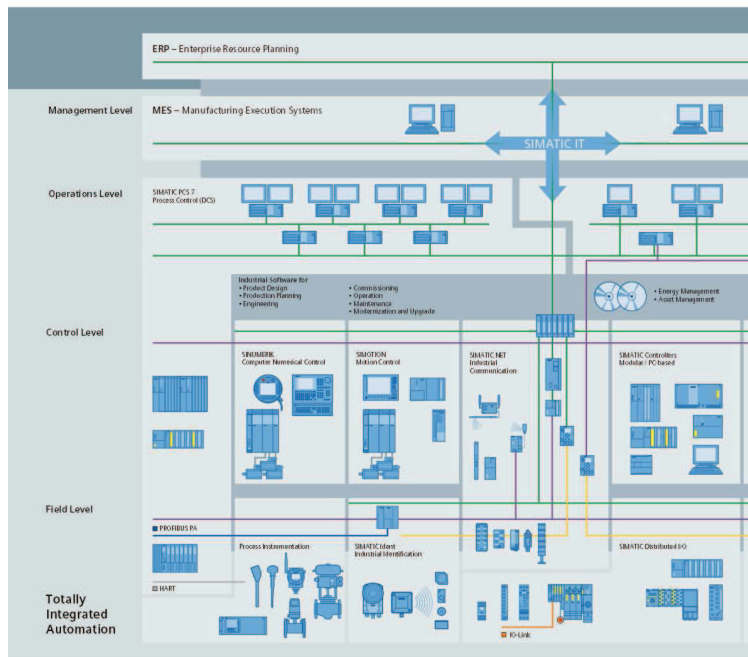 ERP – Enterprise Resource Planning
Management Level
MES – Manufacturing Execution Systems
SIMATIC IT
Operations Level
SIMATIC PCS 7
Process Control (DCS)
Industrial Software for
• Product Design
• Production Planning
• Engineering
• Commissioning
• Operation
• Maintenance
• Modernization and Upgrade
• Energy Management
• Asset Management
Control Level
SINUMERIK
Computer Numerical Control
SIMOTION
Motion Control
SIMATIC NET
Industrial
Communication
SIMATIC Controllers
Modular / PC-based
Field Level
PROFIBUS PA
Process Instrumentation
SIMATIC Ident
Industrial Identification
SIMATIC Distributed I/O
HART
Totally
Integrated
Automation
IO-Link